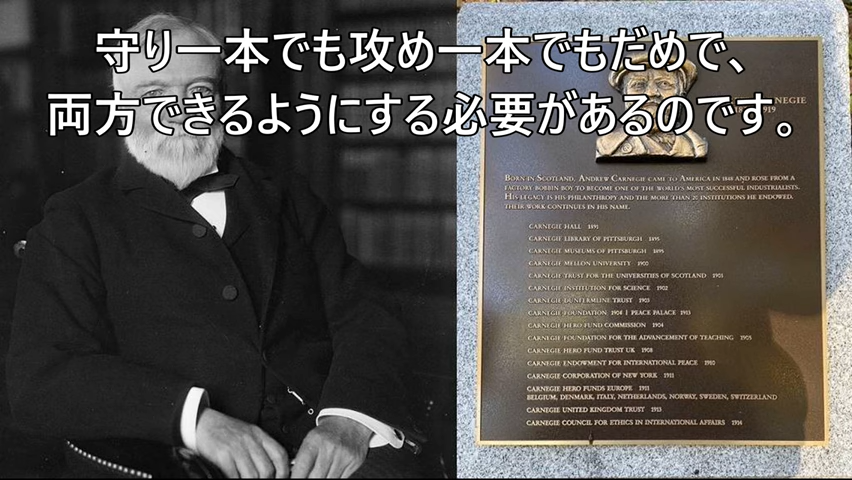 守り一本でも攻め一本でもだめで、
両方できるようにする必要があるのです。
CARNEGIE
1919
BORN IN SCOTLAND, ANDREW CARNEGIE CAME TO AMERICA IN 1848 AND ROSE FROM A
FACTORY BOBBIN BOY TO BECOME ONE OF THE WORLD'S MOST SUCCESSFUL INDUSTRIALISTS.
HIS LEGACY IS HIS PHILANTHROPY AND THE MORE THAN 20 INSTITUTIONS HE ENDOWED.
THEIR WORK CONTINUES IN HIS NAME.
CARNEGIE HALL 1891
CARNEGIE LIBRARY OF PITTSBURGH 1895
CARNEGIE MUSEUMS OF PITTSBURGH 1895
CARNEGIE MELLON UNIVERSITY 1900
CARNEGIE TRUST FOR THE UNIVERSITIES OF SCOTLAND 1901
CARNEGIE INSTITUTION FOR SCIENCE 1902
CARNEGIE DUNFERMLINE TRUST 1903
CARNEGIE FOUNDATION 1904 | PEACE PALACE 1913
CARNEGIE HERO FUND COMMISSION 1904
CARNEGIE FOUNDATION FOR THE ADVANCEMENT OF TEACHING 1905
CARNEGIE HERO FUND TRUST UK 1908
CARNEGIE ENDOWMENT FOR INTERNATIONAL PEACE 1910
CARNEGIE CORPORATION OF NEW YORK 1911
CARNEGIE HERO FUNDS EUROPE 1911
BELGIUM, DENMARK, ITALY, NETHERLANDS, NORWAY, SWEDEN, SWITZERLAND
CARNEGIE UNITED KINGDOM TRUST 1913
CARNEGIE COUNCIL FOR ETHICS IN INTERNATIONAL AFFAIRS 1914